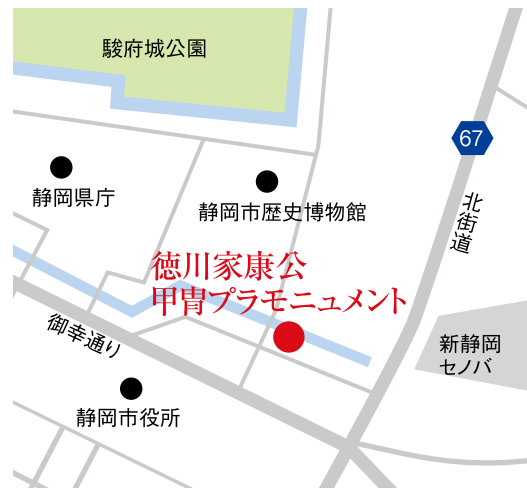 駿府城公園
67
静岡県庁
静岡市歴史博物館
北街道
徳川家康公
甲冑プラモニュメント
御幸通り
新静岡
セノバ
静岡市役所